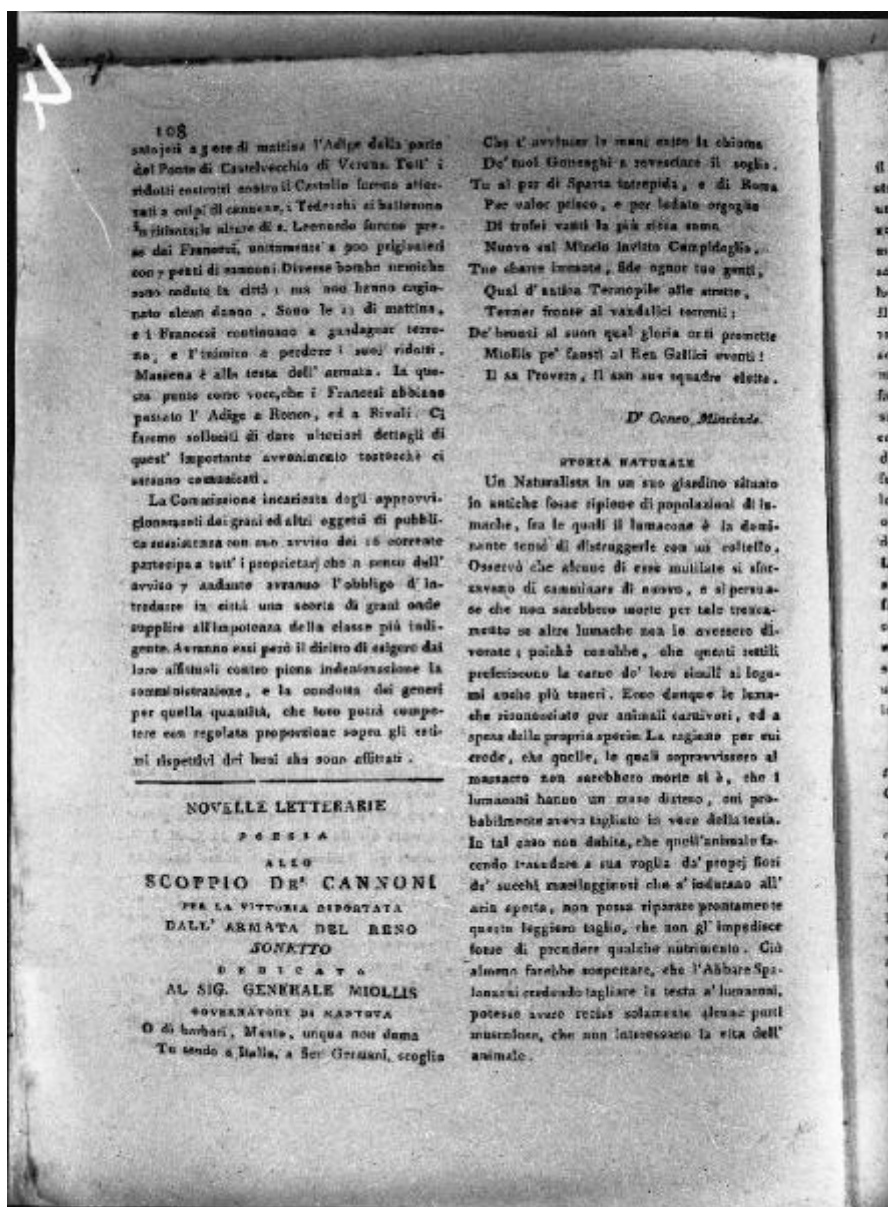 4
108
sato jeri a 5 ore di mattina l'Adige dalla parte
del Ponte di Castelvecchio di Verona. Tutt' i
ridotti costrutti contro il Castello furono atter-
rati a colpi di cannone, i Tedeschi si batterono
in ritirata; le alture di s. Leonardo furono pre-
se dai Francesi, unitamente a 900 prigionieri
con 7 pezzi di cannoni. Diverse bombe nemiche
sono cadute in città; ma non hanno cagio-
nato alcun danno. Sono le 11 di mattina,
e i Francesi continuano a guadagnar terre-
no, e l'inimico a perdere i suoi ridotti.
Massena è alla testa dell' armata. In que-
sto punto corre voce, che i Francesi abbiano
passato l' Adige a Ronco, ed a Rivoli. Ci
faremo solleciti di dare ulteriori dettagli di
quest' importante avvenimento tostochè ci
saranno comunicati.
La Commissione incaricata degli approvvi-
gionamenti dei grani ed altri oggetti di pubbli-
ca sussistenza con suo avviso dei 16 corrente
partecipa a tutt' i proprietarj che a senso dell'
avviso 7 andante avranno l'obbligo d' in-
trodurre in città una scorta di grani onde
supplire all'impotenza della classe più indi-
gente. Avranno essi però il diritto di esigere dai
loro affittuali contro piena indennizzazione la
somministrazione, e la condotta dei generi
per quella quantità, che loro potrà compe-
tere con regolata proporzione sopra gli esti-
mi rispettivi dei beni che sono affittati.
NOVELLE LETTERARIE
POESIA
ALLO
SCOPPIO DE' CANNONI
PER LA VITTORIA RIPORTATA
DALL' ARMATA DEL RENO
SONETTO
DEDICATO
AL SIG. GENERALE MIOLLIS
GOVERNATORE DI MANTOVA
O di barbari, Manto, unqua non doma
Tu sendo a Italia, a Ser Germani, scoglio
Che t' avvinser le mani entro la chioma
De' tuoi Gonzaghi a rovesciare il soglio.
Tu al par di Sparta intrepida, e di Roma
Per valor prisco, e per lodato orgoglio
Di trofei vanti la più ricca soma
Nuovo sul Mincio invitto Campidoglio.
Tue chiare imprese, fide ognor tue genti,
Qual d' antica Termopile alle strette,
Tenner fronte ai vandalici torrenti:
De' bronzi al suon qual gloria or ti promette
Miollis pe' fausti al Ren Gallici eventi!
Il sa Provera, il san sue squadre elette.
D' Ocneo Mincinde.
STORIA NATURALE
Un Naturalista in un suo giardino situato
in antiche fosse ripiene di popolazioni di lu-
mache, fra le quali il lumacone è la domi-
nante tentò di distruggerle con un coltello.
Osservò che alcune di esse mutilate si sfor-
zavano di camminare di nuovo, e si persua-
se che non sarebbero morte per tale tronca-
mento se altre lumache non le avessero di-
vorate; poichè conobbe, che questi rettili
preferiscono la carne de' loro simili ai legu-
mi anche più teneri. Ecco dunque le luma-
che riconosciute per animali carnivori, ed a
spese della propria specie. La ragione per cui
crede, che quelle, le quali sopravvissero al
massacro non sarebbero morte si è, che i
lumaconi hanno un muso disteso, cui pro-
babilmente aveva tagliato in vece della testa.
In tal caso non dubita, che quell'animale fa-
cendo trasudare a sua voglia da' proprj fiori
de' succhi mucilagginosi che s' indurano all'
aria aperta, non possa riparare prontamente
questo leggiero taglio, che non gl' impedisce
forse di prendere qualche nutrimento. Ciò
almeno farebbe sospettare, che l'Abbate Spa-
lanzani credendo tagliare la testa a' lumaconi,
potesse avere recise solamente alcune parti
muscolose, che non interessano la vita dell'
animale.